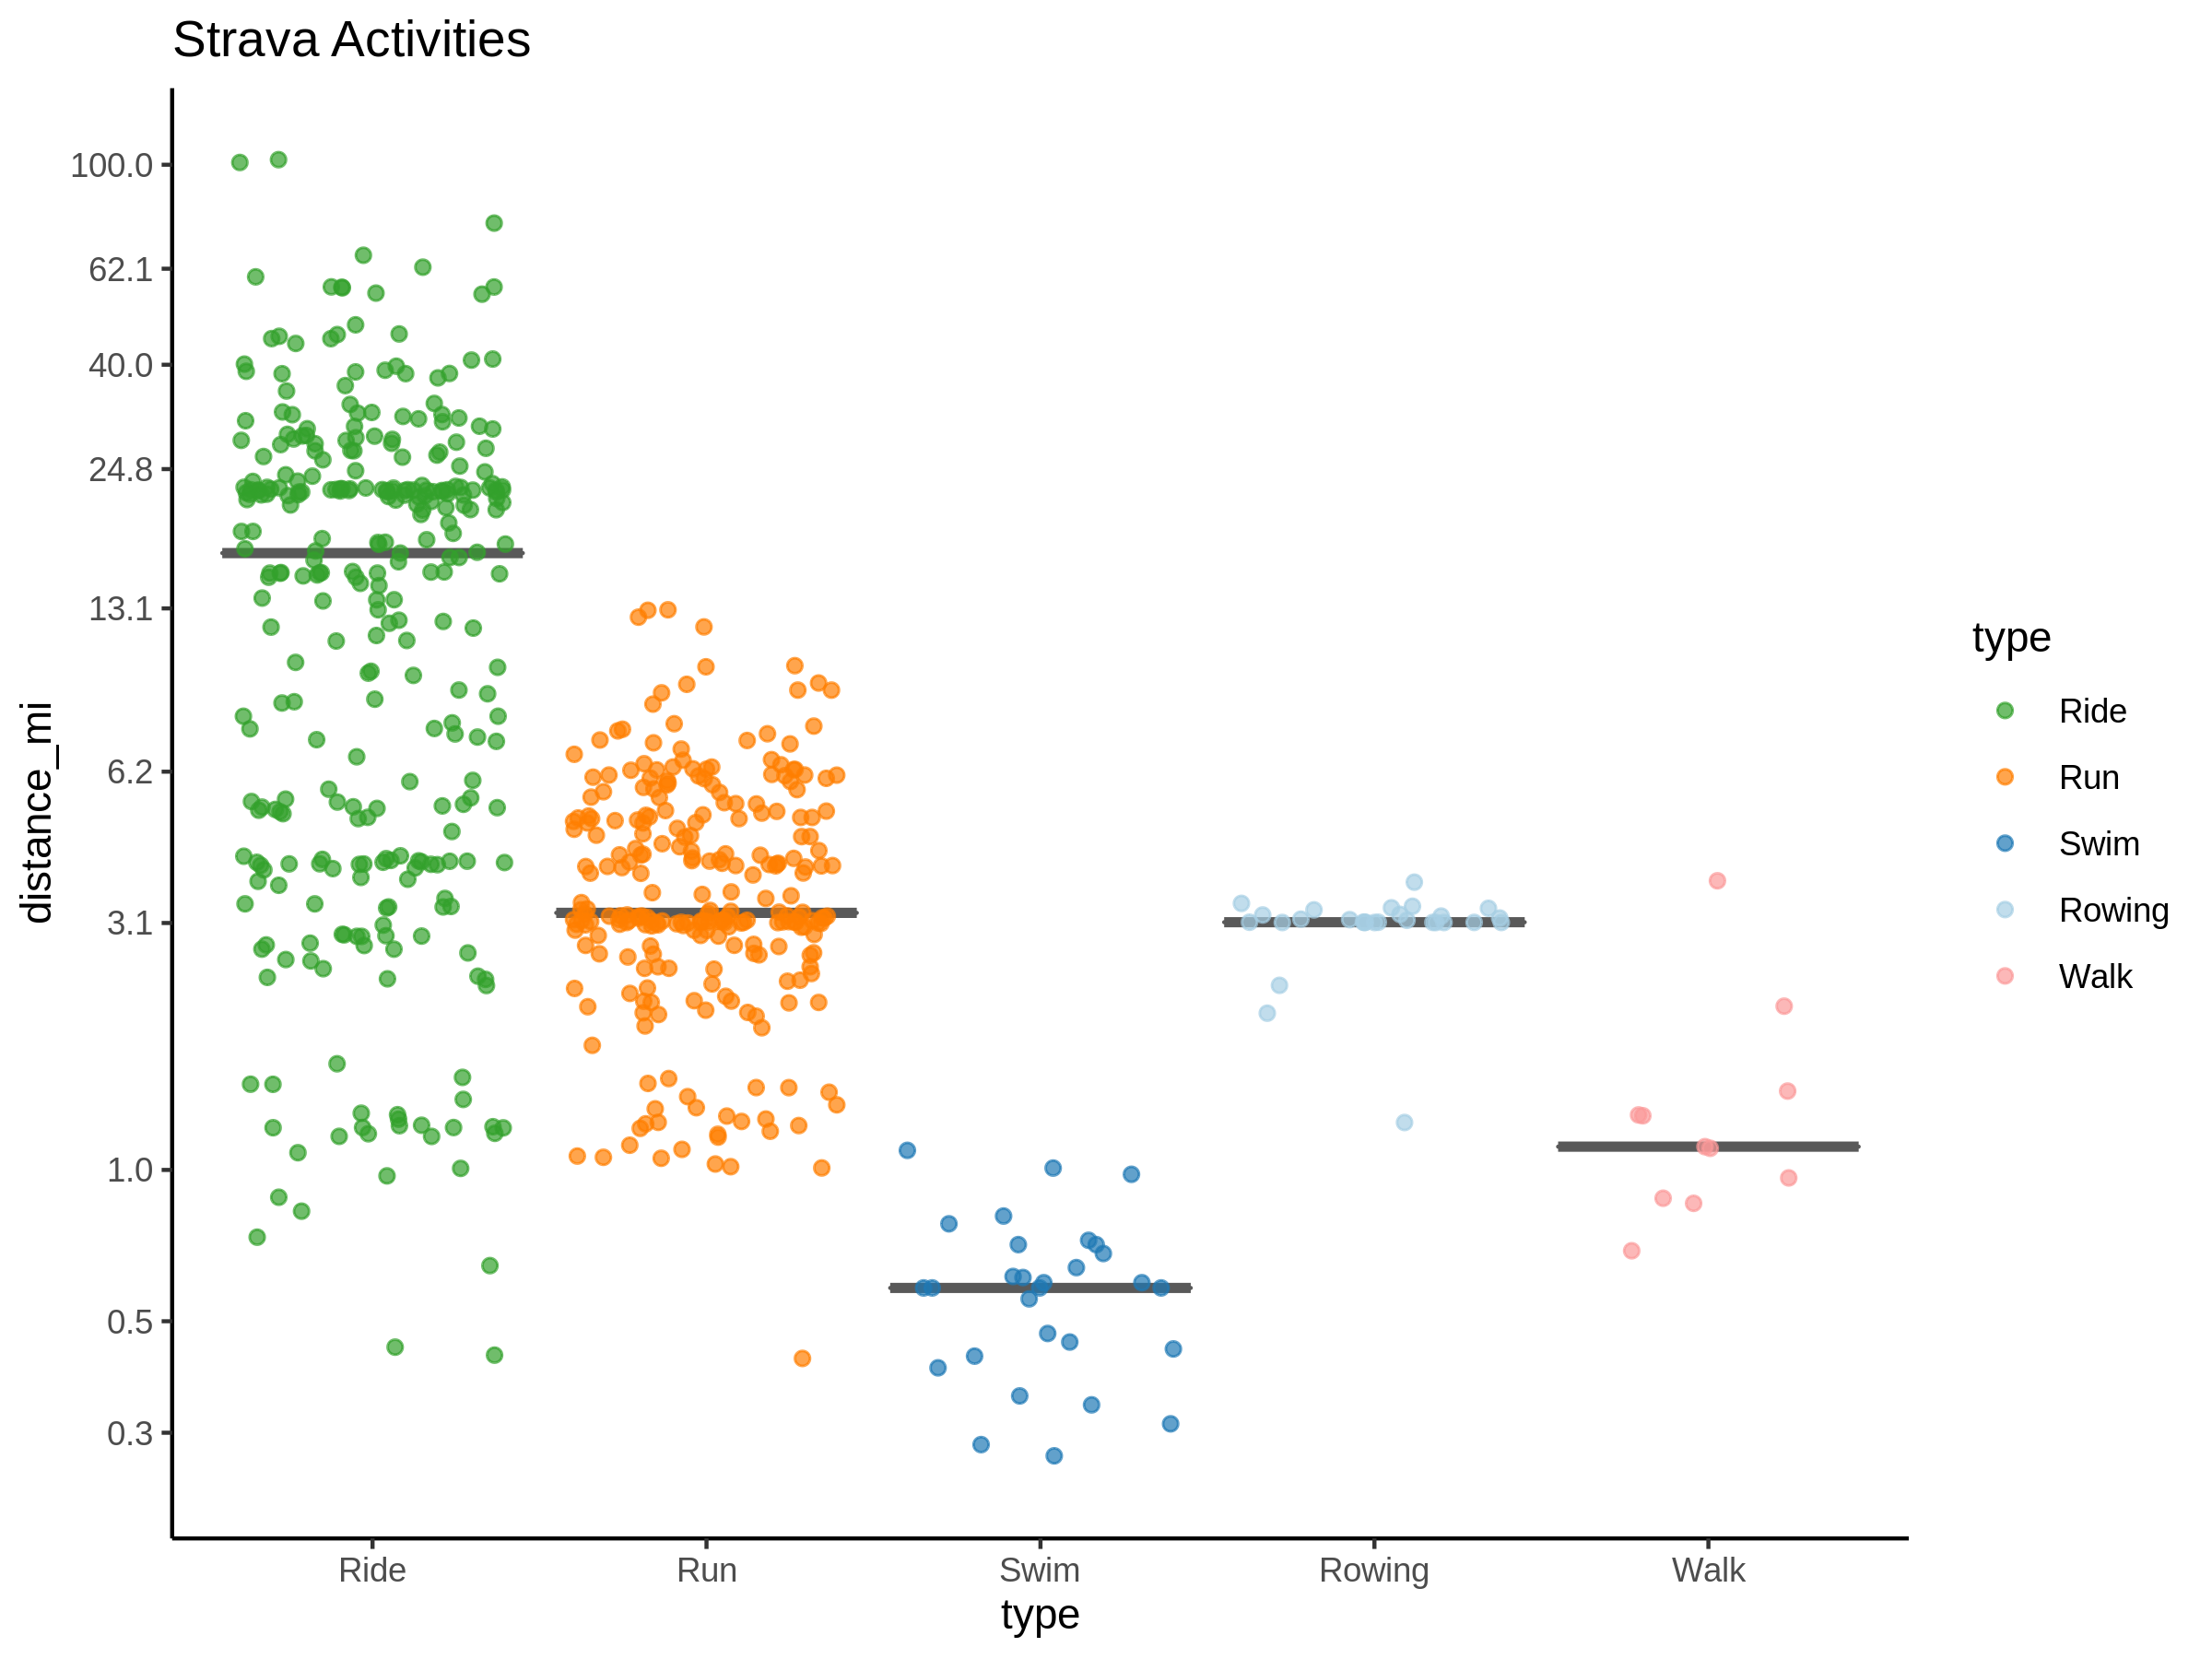 Strava Activities
distance_mi
100.0
62.1
40.0
24.8
13.1
6.2
3.1
1.0
0.5
0.3
Ride
Run
Swim
Rowing
Walk
type
type
Ride
Run
Swim
Rowing
Walk